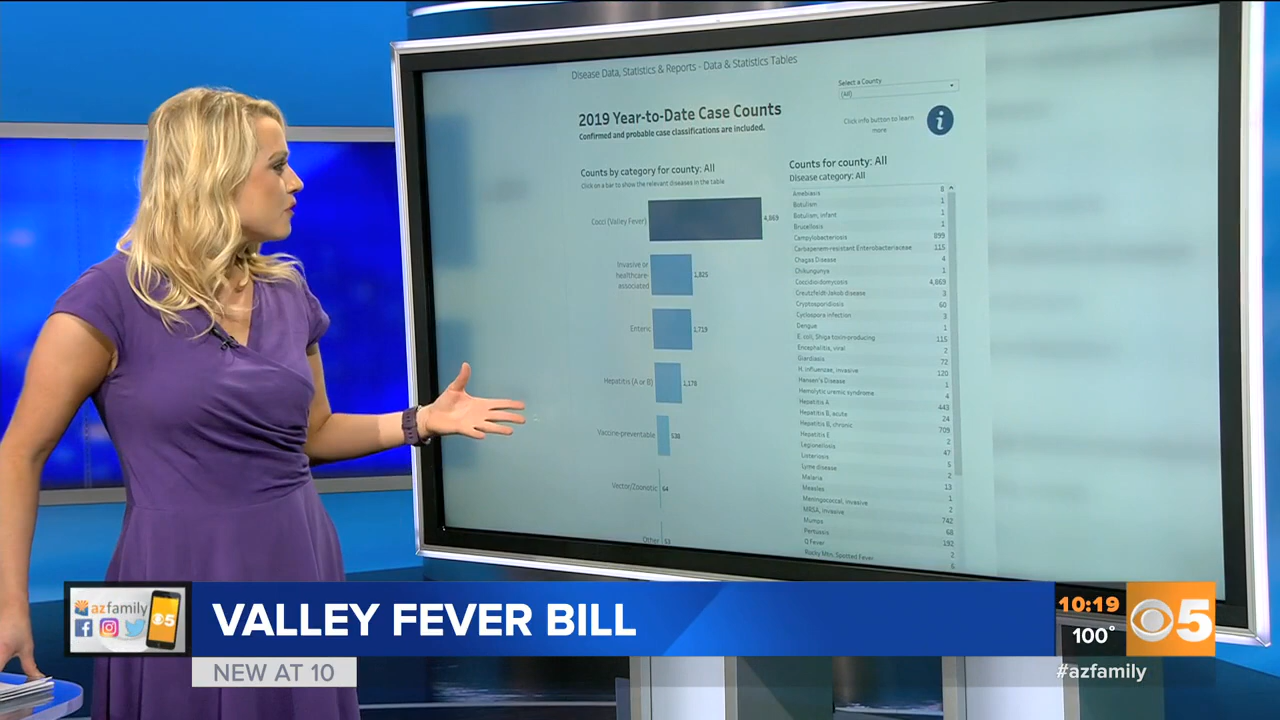 Disease Data, Statistics & Reports - Data & Statistics Tables
Select a County
(All)
2019 Year-to-Date Case Counts
Confirmed and probable case classifications are included.
Click info button to learn
more
i
Counts by category for county: All
Click on a bar to show the relevant diseases in the table
Cocci (Valley Fever) 4,869
Invasive or
healthcare-
associated 1,825
Enteric 1,719
Hepatitis (A or B) 1,176
Vaccine-preventable 538
Vector/Zoonotic 64
Other 53
Counts for county: All
Disease category: All
Amebiasis 8
Botulism 1
Botulism, infant 1
Brucellosis 1
Campylobacteriosis 899
Carbapenem-resistant Enterobacteriaceae 115
Chagas Disease 4
Chikungunya 1
Coccidioidomycosis 4,869
Creutzfeldt-Jakob disease 3
Cryptosporidiosis 60
Cyclospora infection 3
Dengue 1
E. coli, Shiga toxin-producing 115
Encephalitis, viral 2
Giardiasis 72
H. influenzae, invasive 120
Hansen's Disease 1
Hemolytic uremic syndrome 4
Hepatitis A 443
Hepatitis B, acute 24
Hepatitis B, chronic 709
Hepatitis E 2
Legionellosis 47
Listeriosis 5
Lyme disease 2
Malaria 13
Measles 1
Meningococcal, invasive 2
MRSA, invasive 742
Mumps 68
Pertussis 192
Q Fever 2
Rocky Mtn. Spotted Fever 6
azfamily
5
VALLEY FEVER BILL
NEW AT 10
10:19
100°
5
#azfamily